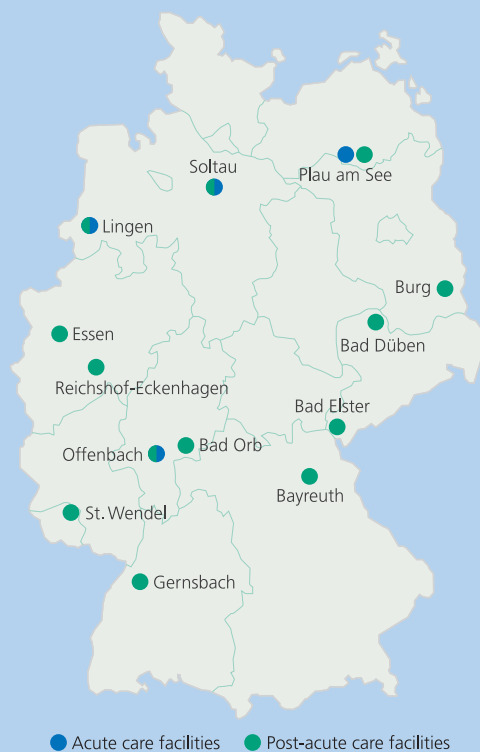 Soltau
Plau am See
Lingen
Burg
Essen
Bad Düben
Reichshof-Eckenhagen
Bad Elster
Offenbach
Bad Orb
Bayreuth
St. Wendel
Gernsbach
Acute care facilities
Post-acute care facilities